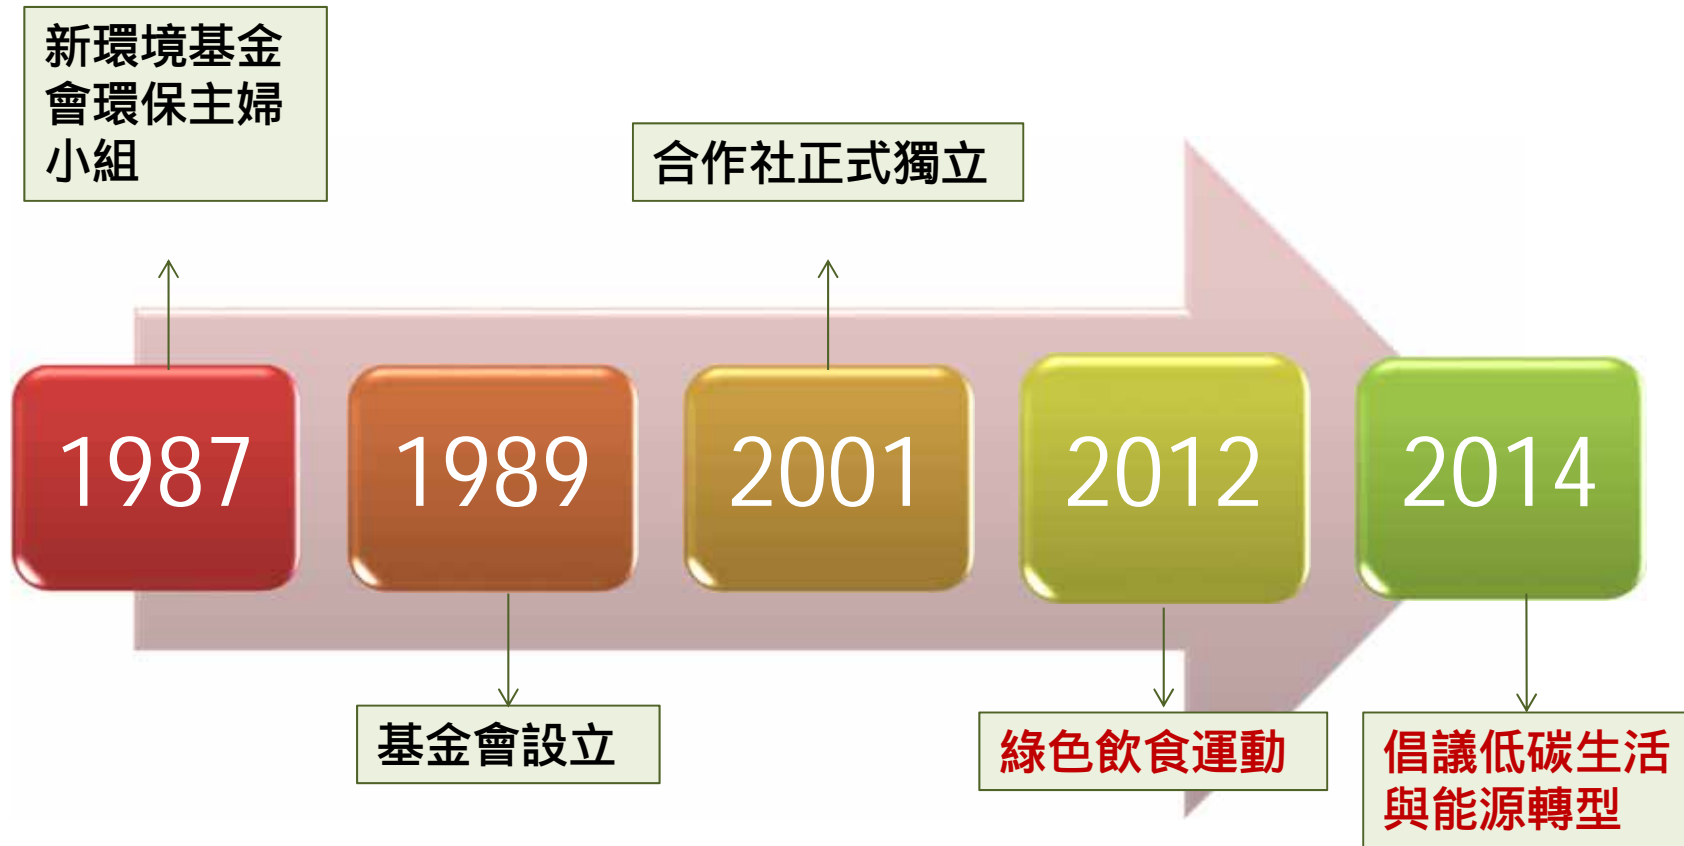 新環境基金
會環保主婦
小組
合作社正式獨立
1987
1989
2001
2012
2014
基金會設立
綠色飲食運動
倡議低碳生活
與能源轉型